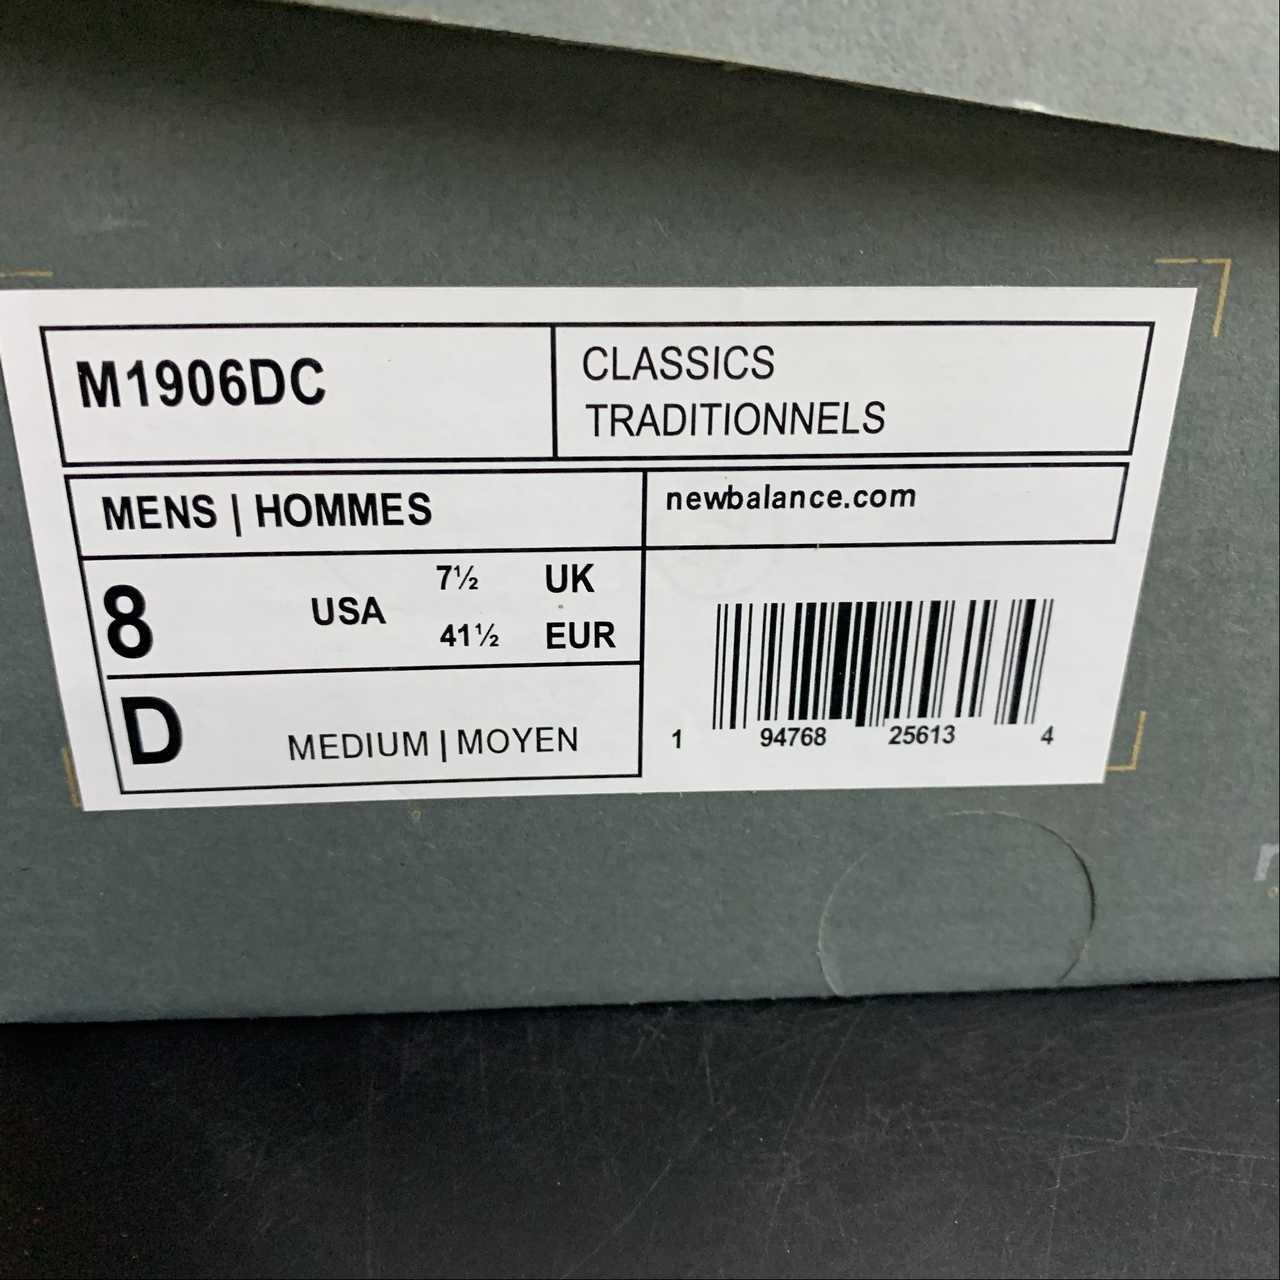 M1906DC
CLASSICS
TRADITIONNELS
MENS | HOMMES
newbalance.com
8 USA 7½ UK
41½ EUR
D MEDIUM | MOYEN
1 94768 25613 4